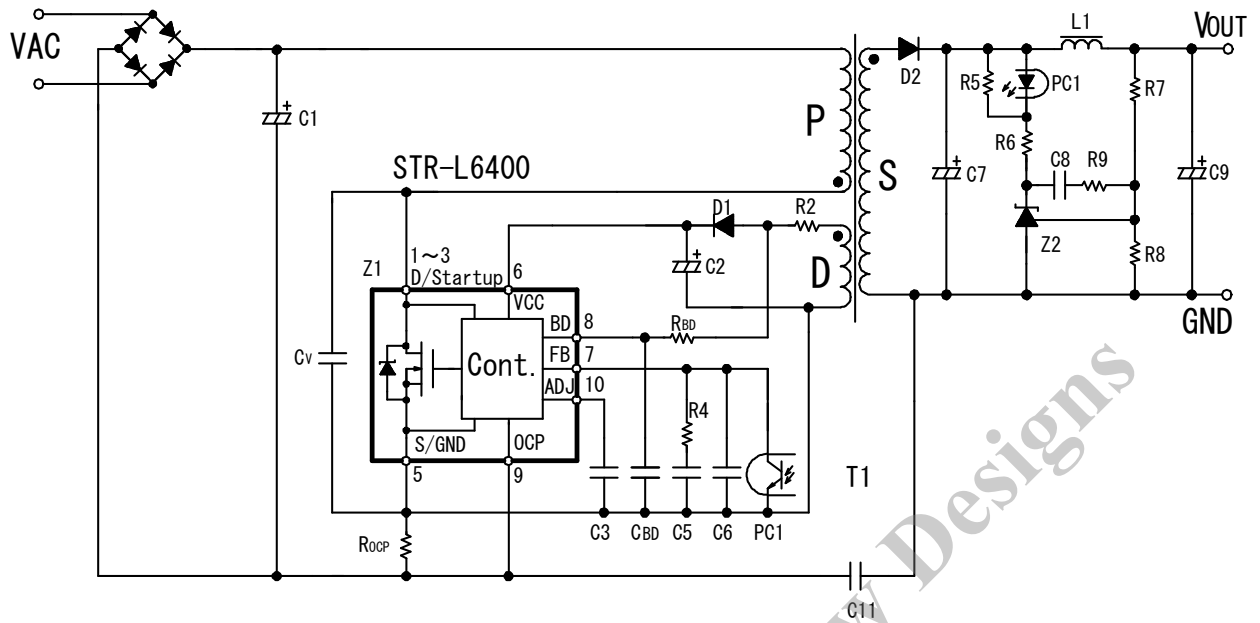 VAC
C1
STR-L6400
P
S
D2
R5
PC1
L1
VOUT
R7
R6
C8
R9
C7
C9
Z2
R8
GND
D1
R2
C2
D
Z1
1～3
D/Startup
6
VCC
BD
8
RBD
FB
7
ADJ
10
Cont.
CV
R4
S/GND
OCP
5
9
C3
CBD
C5
C6
PC1
T1
ROCP
C11
w Designs